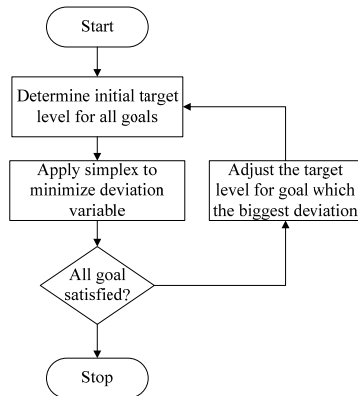 Start
Determine initial target
level for all goals
Apply simplex to
minimize deviation
variable
Adjust the target
level for goal which
the biggest deviation
All goal
satisfied?
Stop